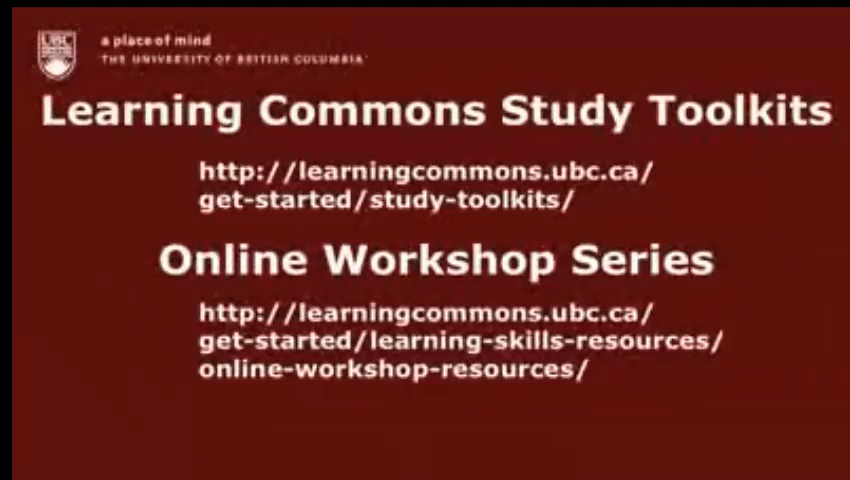 UBC
a place of mind
THE UNIVERSITY OF BRITISH COLUMBIA
Learning Commons Study Toolkits
http://learningcommons.ubc.ca/
get-started/study-toolkits/
Online Workshop Series
http://learningcommons.ubc.ca/
get-started/learning-skills-resources/
online-workshop-resources/